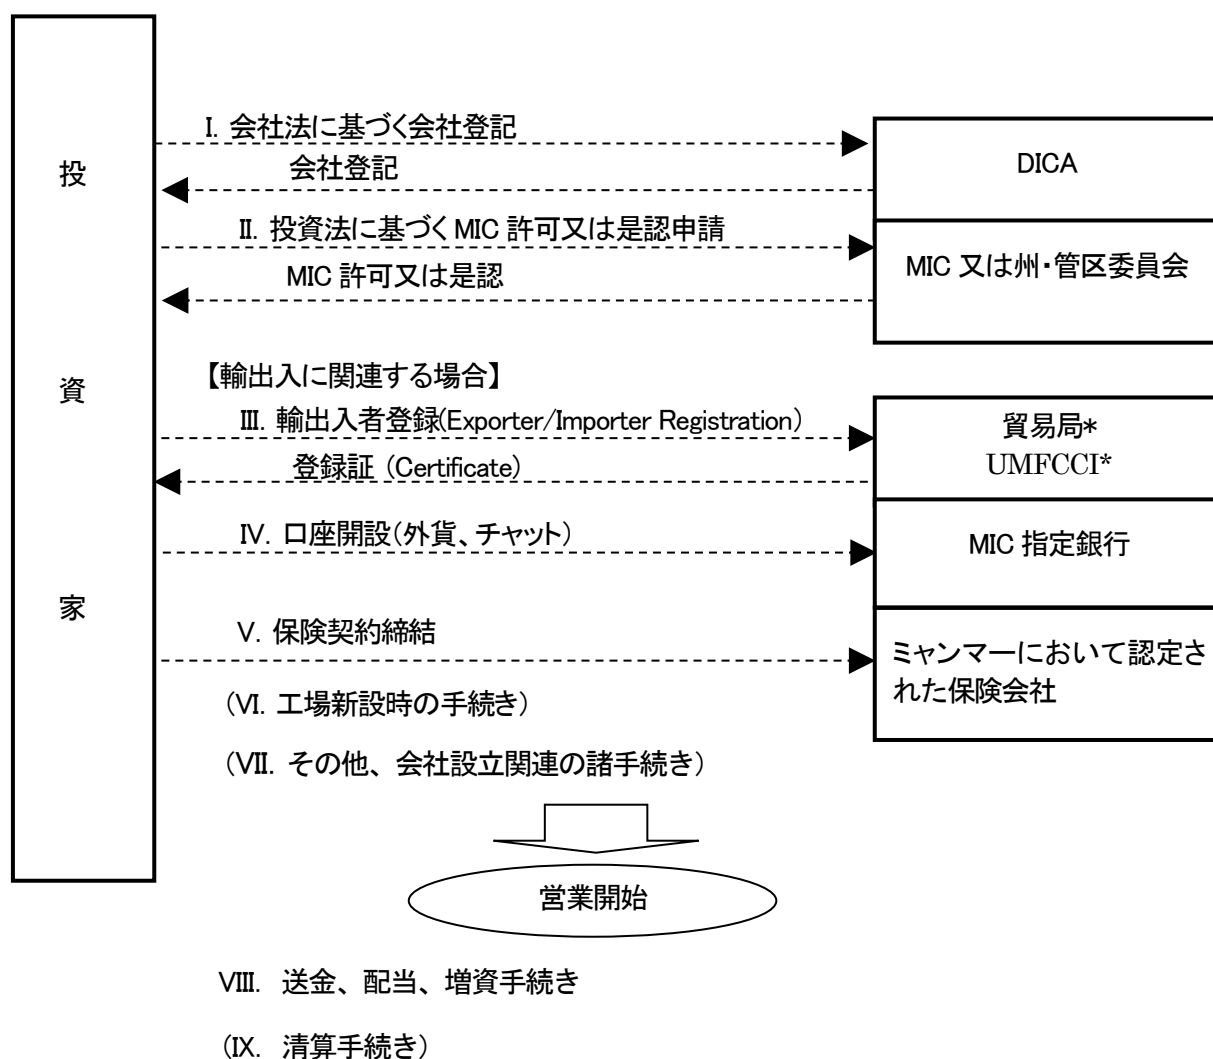 投
資
家
I. 会社法に基づく会社登記
会社登記
DICA
II. 投資法に基づく MIC 許可又は是認申請
MIC 許可又は是認
MIC 又は州・管区委員会
【輸出入に関連する場合】
III. 輸出入者登録(Exporter/Importer Registration)
登録証 (Certificate)
貿易局*
UMFCCI*
IV. 口座開設(外貨、チャット)
MIC 指定銀行
V. 保険契約締結
ミャンマーにおいて認定さ
れた保険会社
(VI. 工場新設時の手続き)
(VII. その他、会社設立関連の諸手続き)
営業開始
VIII. 送金、配当、増資手続き
(IX. 清算手続き)